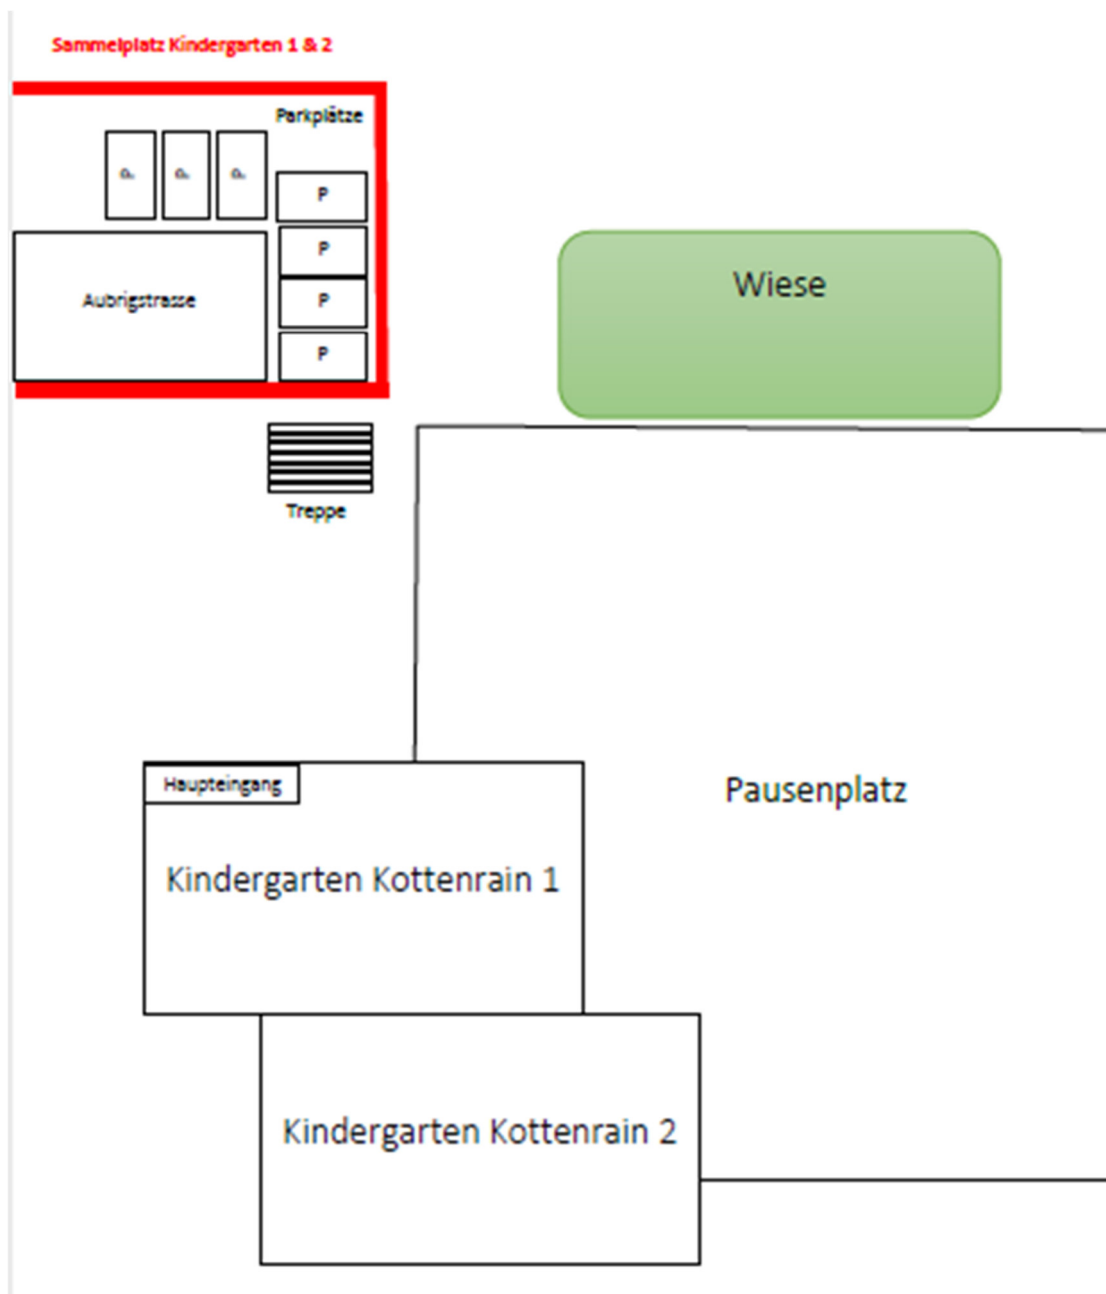 Sammelplatz Kindergarten 1 & 2
Parkplätze
P
P
P
P
P
P
P
Aubrigstrasse
Wiese
Treppe
Haupteingang
Pausenplatz
Kindergarten Kottenrain 1
Kindergarten Kottenrain 2